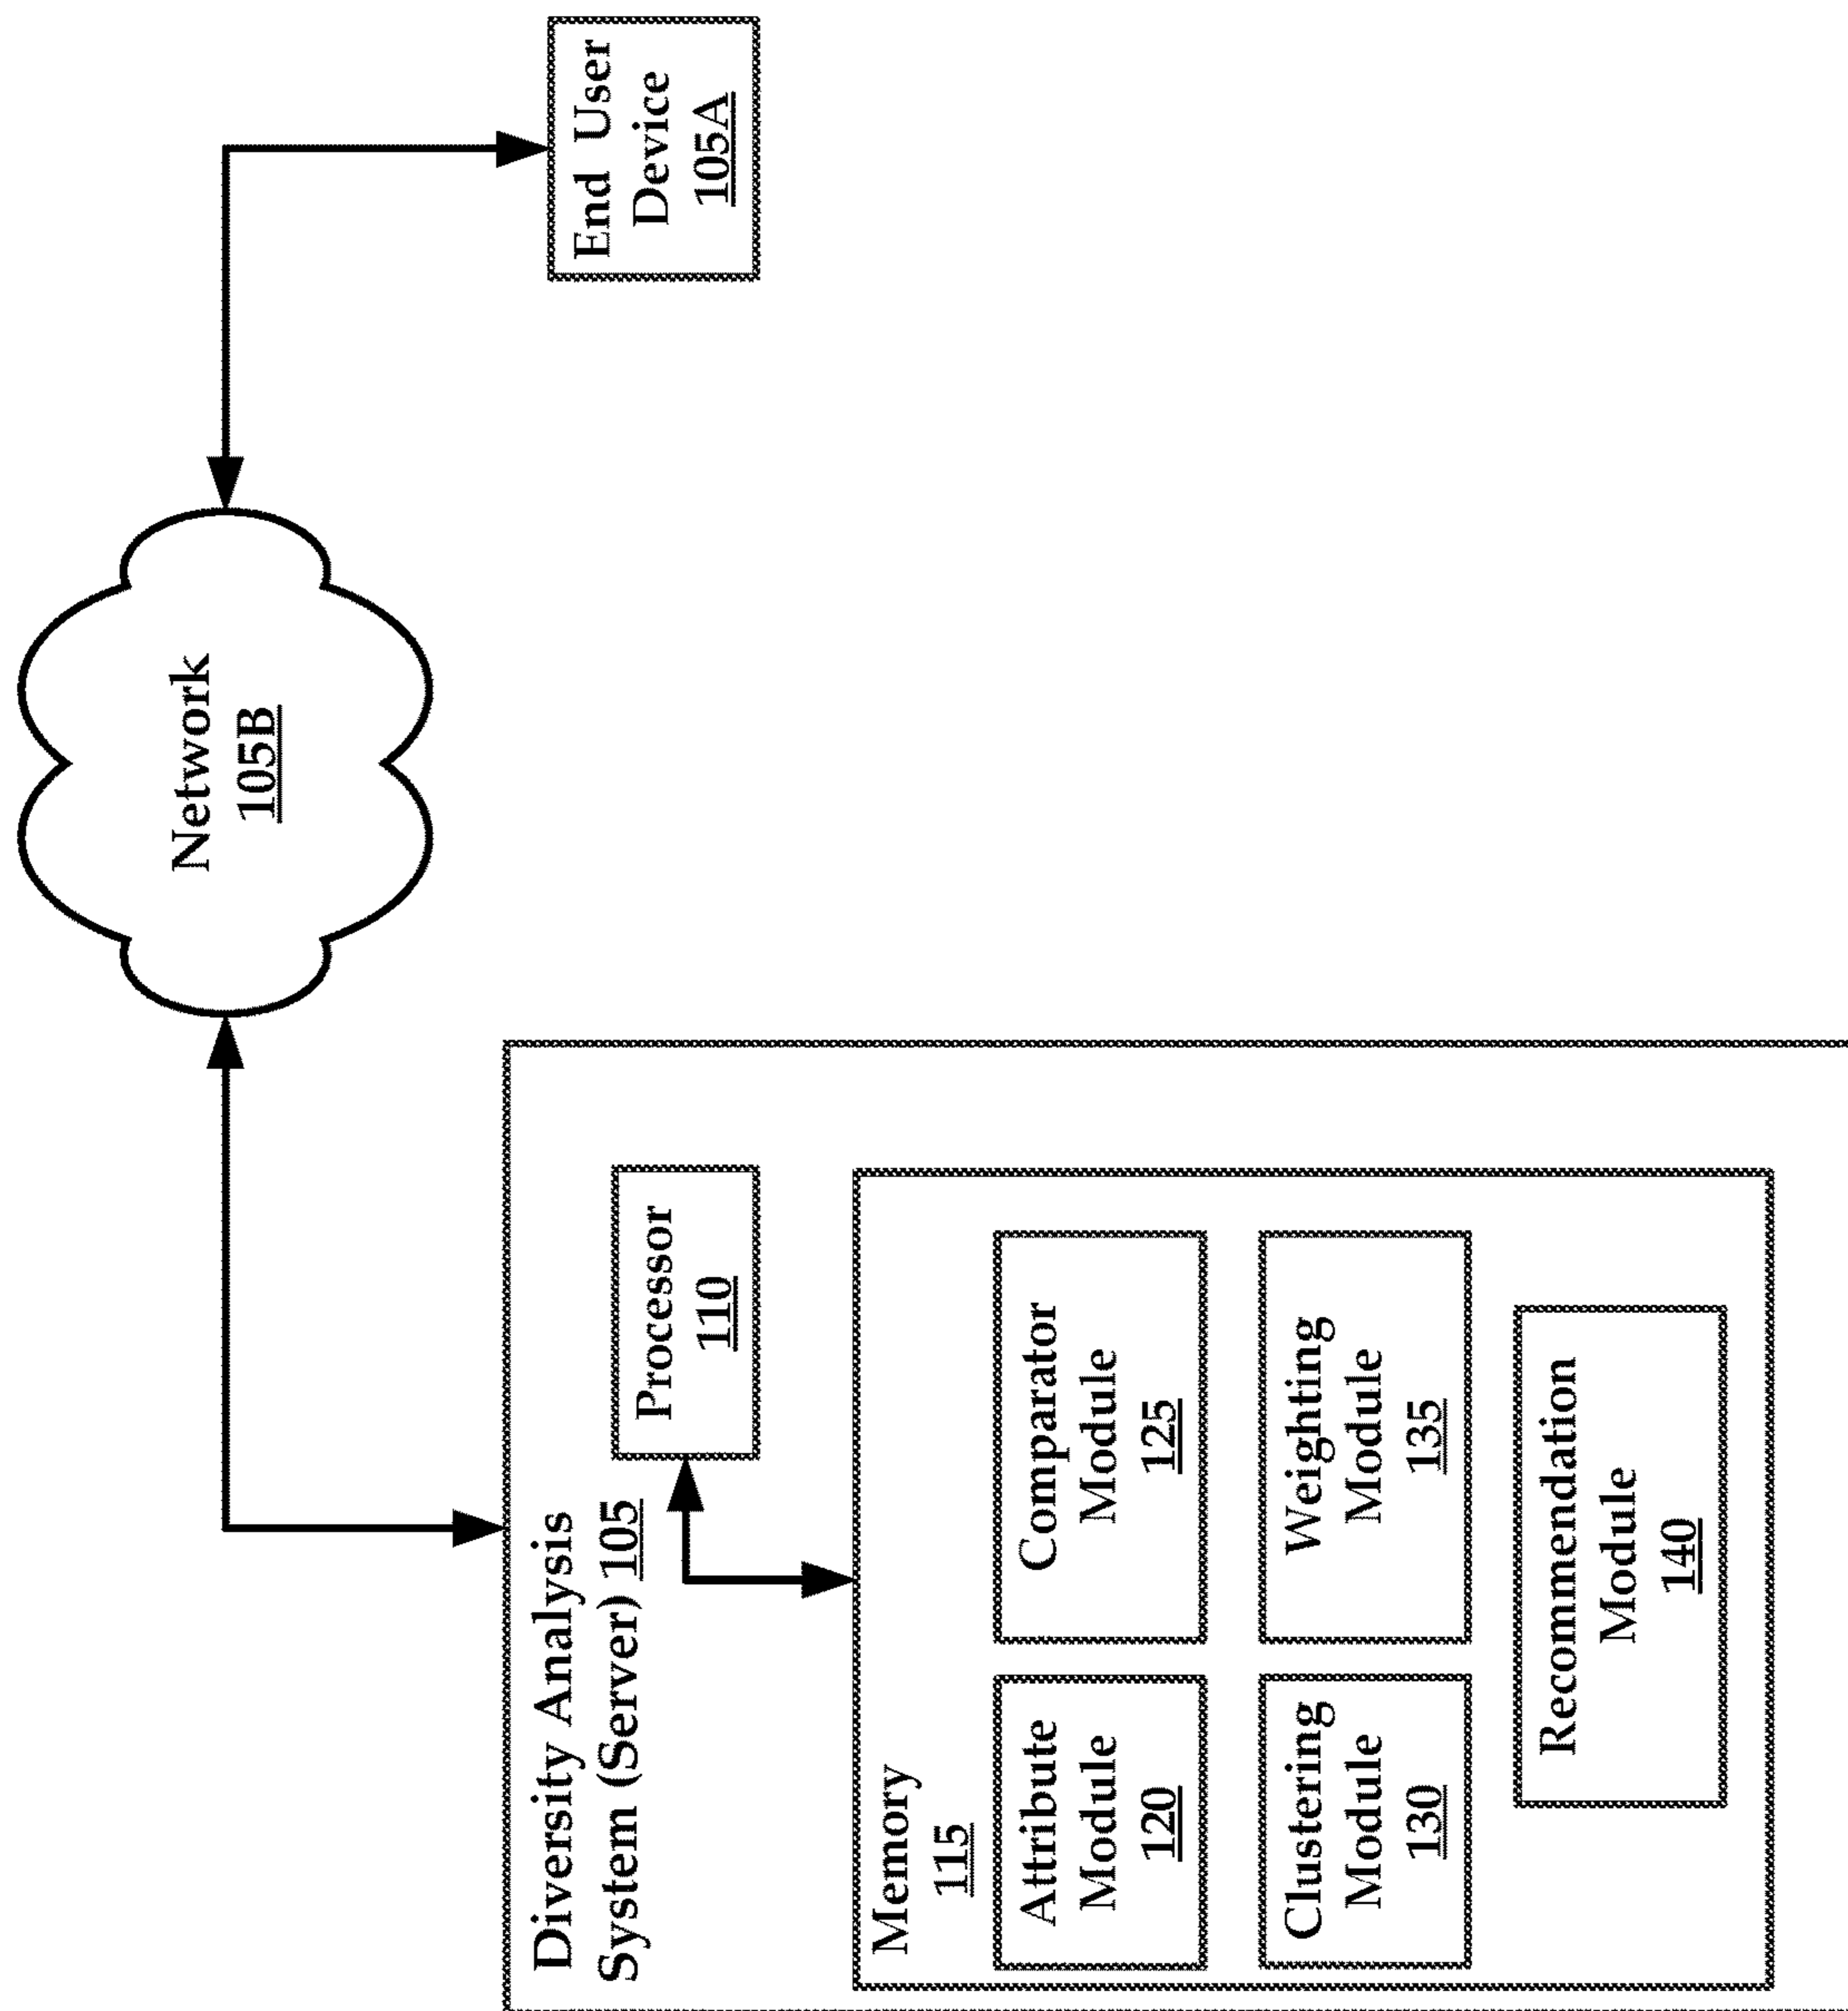 Network
105B
End User
Device
105A
Diversity Analysis
System (Server) 105
Processor
110
Memory
115
Attribute
Module
120
Comparator
Module
125
Clustering
Module
130
Weighting
Module
135
Recommendation
Module
140